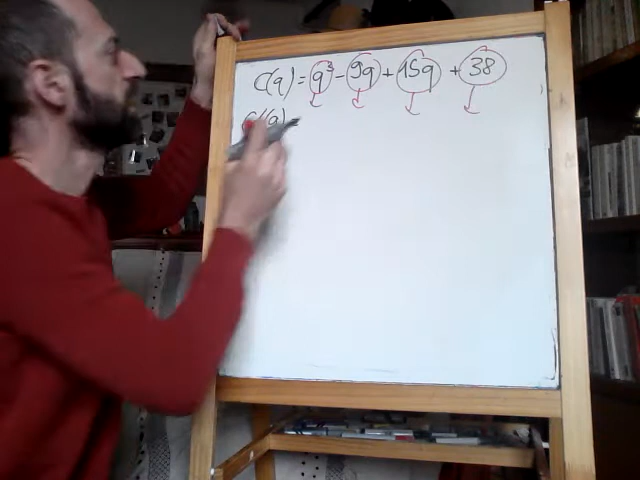 C(q) = q³ - 9q + 15q + 38
C'(q)